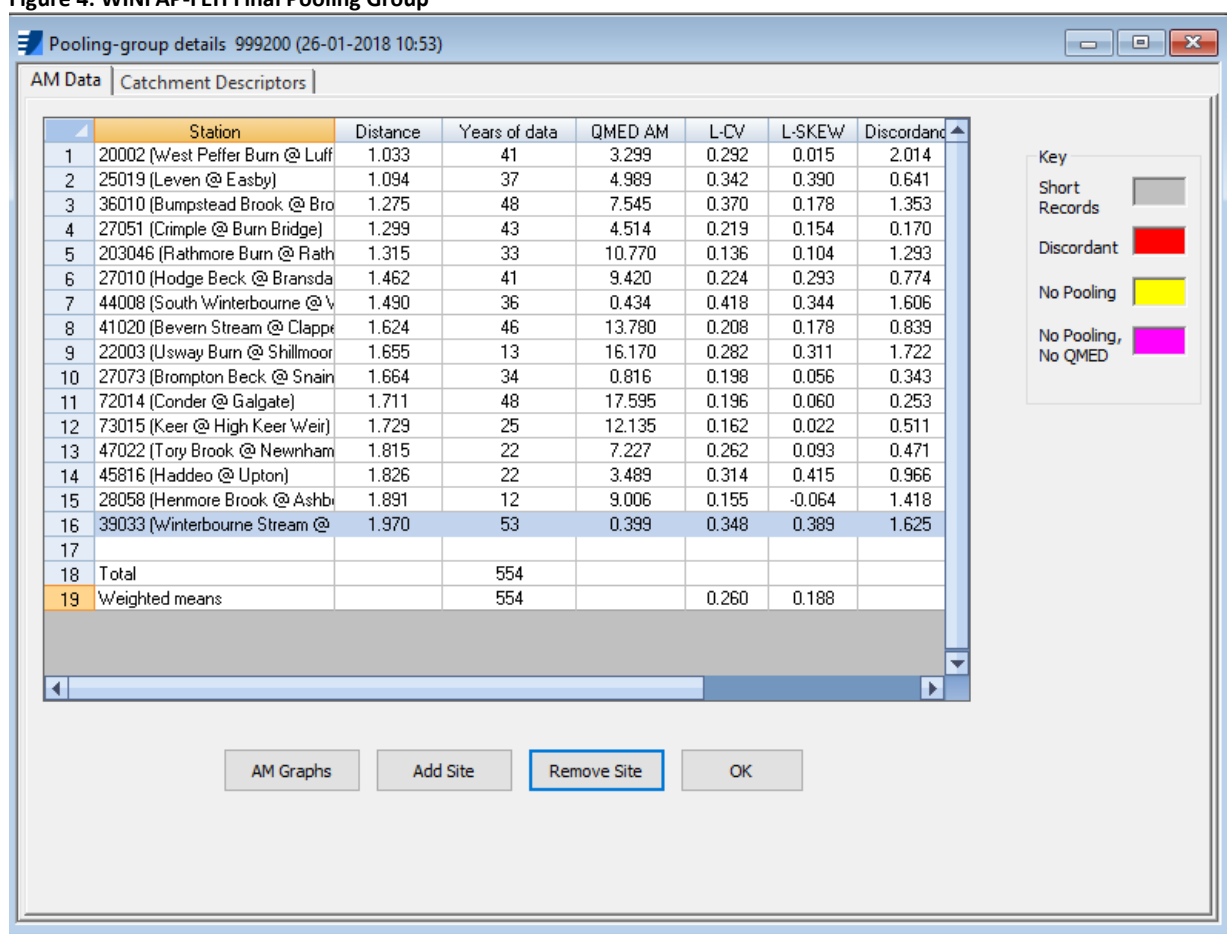 Figure 4: WINFAP-FEH Final Pooling Group
Pooling-group details 999200 (26-01-2018 10:53)
AM Data Catchment Descriptors
Station Distance Years of data QMED AM L-CV L-SKEW Discordanc
1 20002 (West Peffer Burn @ Luff 1.033 41 3.299 0.292 0.015 2.014
2 25019 (Leven @ Easby) 1.094 37 4.989 0.342 0.390 0.641
3 36010 (Bumpstead Brook @ Bro 1.275 48 7.545 0.370 0.178 1.353
4 27051 (Crimple @ Burn Bridge) 1.299 43 4.514 0.219 0.154 0.170
5 203046 (Rathmore Burn @ Rath 1.315 33 10.770 0.136 0.104 1.293
6 27010 (Hodge Beck @ Bransda 1.462 41 9.420 0.224 0.293 0.774
7 44008 (South Winterbourne @ 1.490 36 0.434 0.418 0.344 1.606
8 41020 (Bevern Stream @ Clappe 1.624 46 13.780 0.208 0.178 0.839
9 22003 (Usway Burn @ Shillmoor 1.655 13 16.170 0.282 0.311 1.722
10 27073 (Brompton Beck @ Snain 1.664 34 0.816 0.198 0.056 0.343
11 72014 (Conder @ Galgate) 1.711 48 17.595 0.196 0.060 0.253
12 73015 (Keer @ High Keer Weir) 1.729 25 12.135 0.162 0.022 0.511
13 47022 (Tory Brook @ Newnham 1.815 22 7.227 0.262 0.093 0.471
14 45816 (Haddeo @ Upton) 1.826 22 3.489 0.314 0.415 0.966
15 28058 (Henmore Brook @ Ashb 1.891 12 9.006 0.155 -0.064 1.418
16 39033 (Winterbourne Stream @ 1.970 53 0.399 0.348 0.389 1.625
17
18 Total 554
19 Weighted means 554 0.260 0.188
Key
Short
Records
Discordant
No Pooling
No Pooling,
No QMED
AM Graphs Add Site Remove Site OK